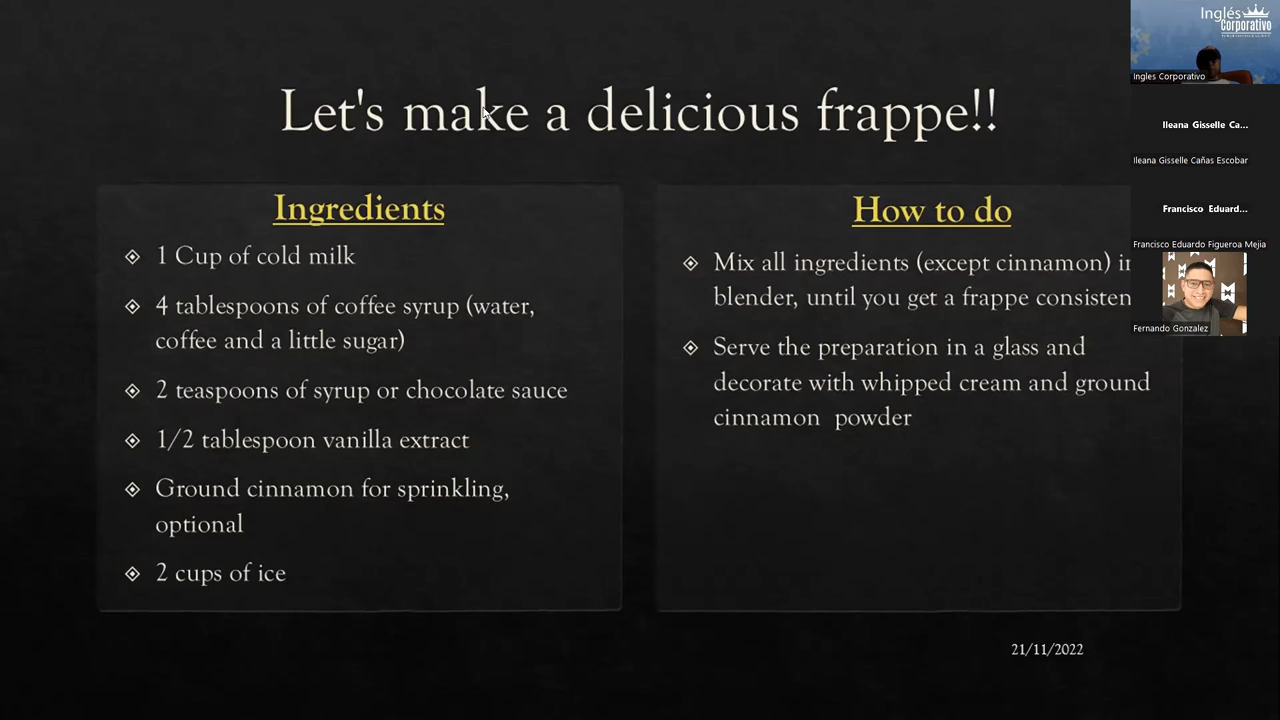 Let's make a delicious frappe!!
Ingredients
1 Cup of cold milk
4 tablespoons of coffee syrup (water,
coffee and a little sugar)
2 teaspoons of syrup or chocolate sauce
1/2 tablespoon vanilla extract
Ground cinnamon for sprinkling,
optional
2 cups of ice
How to do
Mix all ingredients (except cinnamon)
blender, until you get a frappe consisten
Serve the preparation in a glass and
decorate with whipped cream and ground
cinnamon powder
21/11/2022
Inglés
Corporativo
Ingles Corporativo
Ileana Gisselle Ca...
Ileana Gisselle Cañas Escobar
Francisco Eduard...
Francisco Eduardo Figueroa Mejia
Fernando Gonzalez